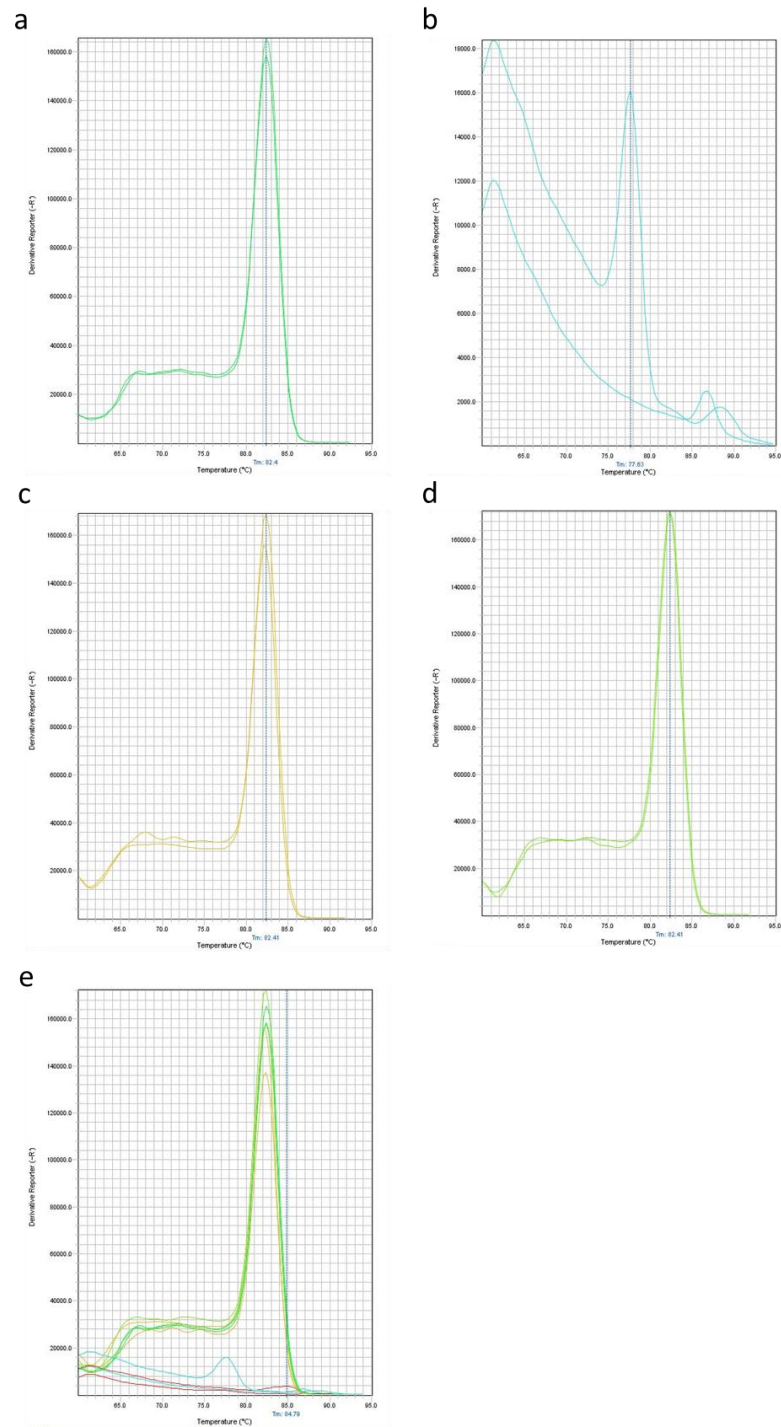 a
160000.0
140000.0
120000.0
100000.0
80000.0
60000.0
40000.0
20000.0
Derivative Reporter (-R')
65.0 70.0 75.0 80.0 85.0 90.0 95.0
Tm: 82.4
Temperature (°C)
b
18000.0
16000.0
14000.0
12000.0
10000.0
8000.0
6000.0
4000.0
2000.0
Derivative Reporter (-R')
65.0 70.0 75.0 80.0 85.0 90.0 95.0
Tm: 77.63
Temperature (°C)
c
160000.0
140000.0
120000.0
100000.0
80000.0
60000.0
40000.0
20000.0
Derivative Reporter (-R')
65.0 70.0 75.0 80.0 85.0 90.0 95.0
Temperature (°C)
Tm: 82.41
d
160000.0
140000.0
120000.0
100000.0
80000.0
60000.0
40000.0
20000.0
Derivative Reporter (-R')
65.0 70.0 75.0 80.0 85.0 90.0 95.0
Temperature (°C)
Tm: 82.41
e
160000.0
140000.0
120000.0
100000.0
80000.0
60000.0
40000.0
20000.0
Derivative Reporter (-R')
65.0 70.0 75.0 80.0 85.0 90.0 95.0
Temperature (°C)
Tm: 84.79